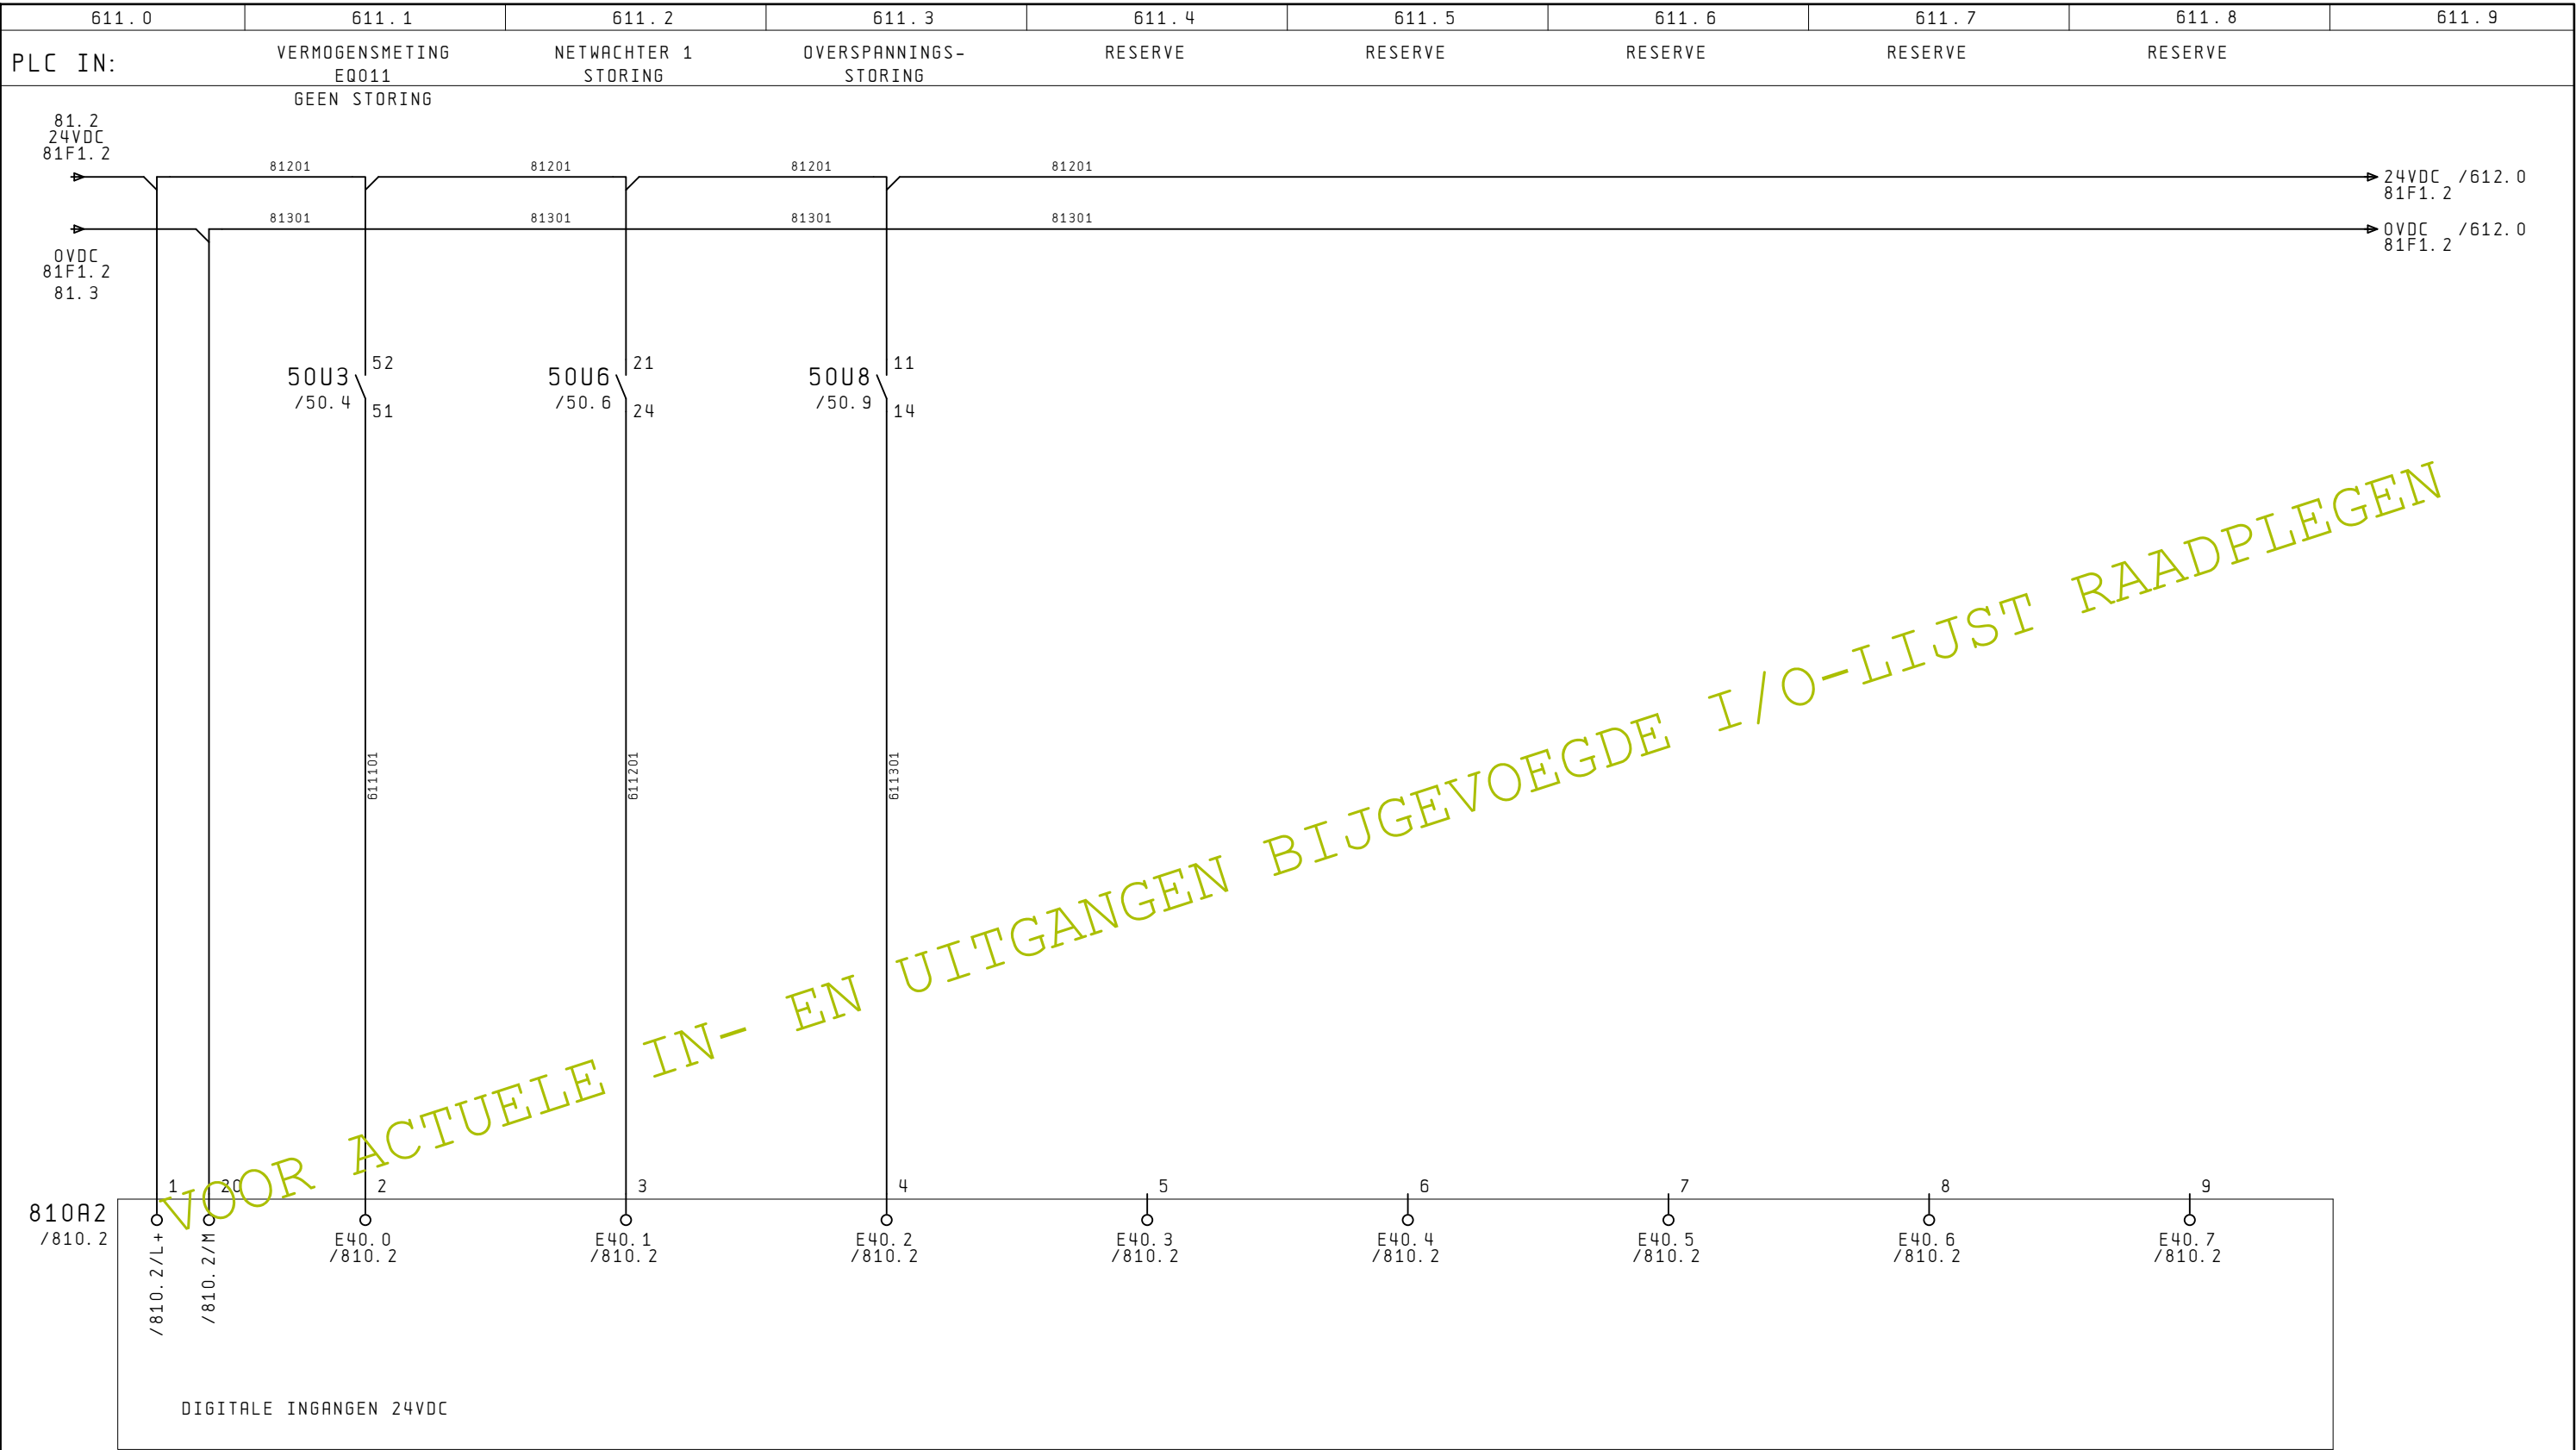 611.0 611.1 611.2 611.3 611.4 611.5 611.6 611.7 611.8 611.9
PLC IN:
VERMOGENSMETING
EQ011
GEEN STORING
NETWACHTER 1
STORING
OVERSPANNINGS-
STORING
RESERVE RESERVE RESERVE RESERVE RESERVE
81.2
24VDC
81F1.2
81201 81201 81201 81201
24VDC /612.0
81F1.2
81301 81301 81301 81301
0VDC /612.0
81F1.2
0VDC
81F1.2
81.3
50U3
/50.4
52
51
50U6
/50.6
21
24
50U8
/50.9
11
14
611101
611201
611301
VOOR ACTUELE IN- EN UITGANGEN BIJGEVOEGDE I/O-LIJST RAADPLEGEN
1 20 2 3 4 5 6 7 8 9
810A2
/810.2
/810.2/L+
/810.2/M
E40.0
/810.2
E40.1
/810.2
E40.2
/810.2
E40.3
/810.2
E40.4
/810.2
E40.5
/810.2
E40.6
/810.2
E40.7
/810.2
DIGITALE INGANGEN 24VDC